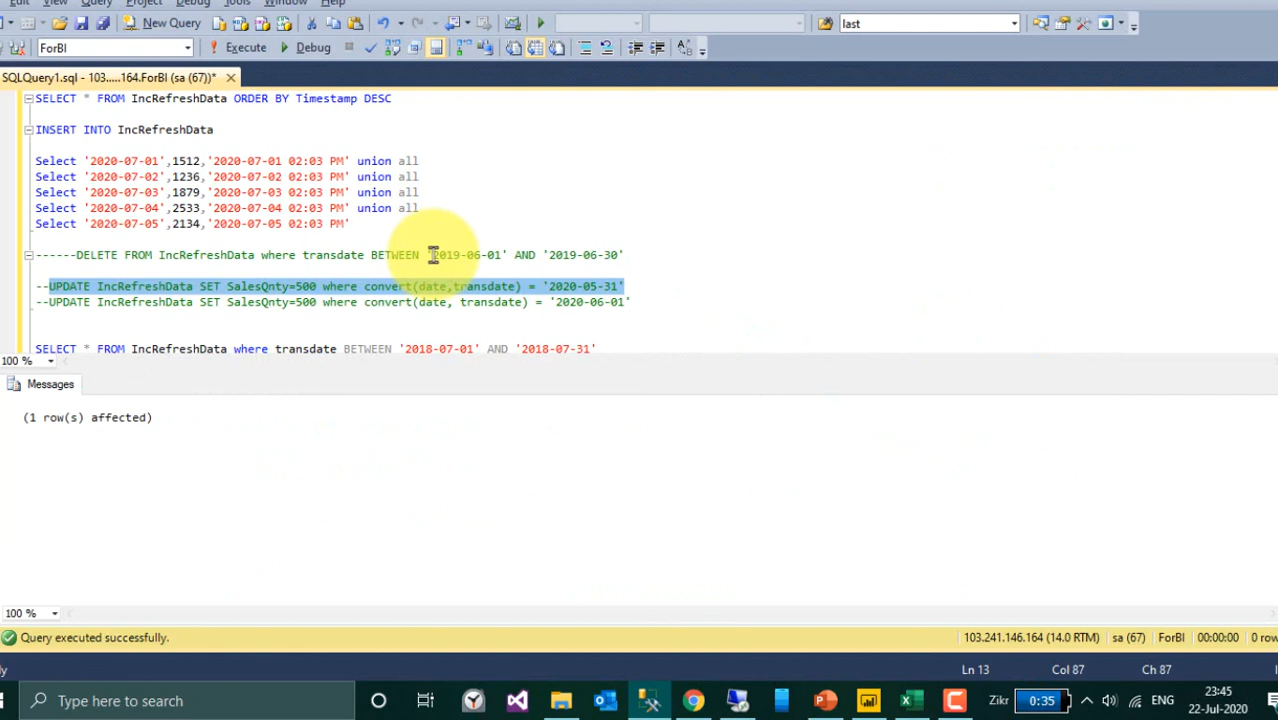 File View Query Project Debug Tools Window Help
New Query last
ForBI Execute Debug
SQLQuery1.sql - 103.....164.ForBI (sa (67))*
SELECT * FROM IncRefreshData ORDER BY Timestamp DESC
INSERT INTO IncRefreshData
Select '2020-07-01',1512,'2020-07-01 02:03 PM' union all
Select '2020-07-02',1236,'2020-07-02 02:03 PM' union all
Select '2020-07-03',1879,'2020-07-03 02:03 PM' union all
Select '2020-07-04',2533,'2020-07-04 02:03 PM' union all
Select '2020-07-05',2134,'2020-07-05 02:03 PM'
------DELETE FROM IncRefreshData where transdate BETWEEN '2019-06-01' AND '2019-06-30'
--UPDATE IncRefreshData SET SalesQnty=500 where convert(date,transdate) = '2020-05-31'
--UPDATE IncRefreshData SET SalesQnty=500 where convert(date, transdate) = '2020-06-01'
SELECT * FROM IncRefreshData where transdate BETWEEN '2018-07-01' AND '2018-07-31'
100 %
Messages
(1 row(s) affected)
100 %
Query executed successfully. 103.241.146.164 (14.0 RTM) sa (67) ForBI 00:00:00 0 row
Ln 13 Col 87 Ch 87
Type here to search Zikr 0:35 ENG 23:45
22-Jul-2020